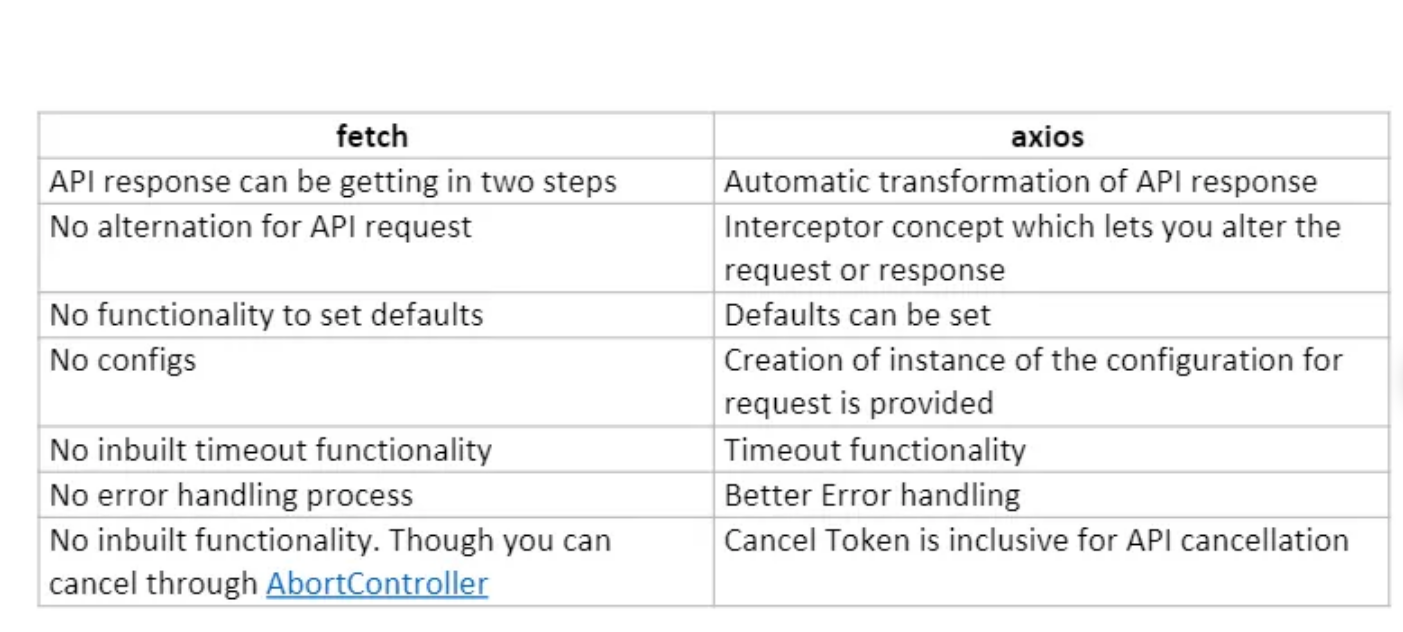 fetch
axios
API response can be getting in two steps
Automatic transformation of API response
No alternation for API request
Interceptor concept which lets you alter the
request or response
No functionality to set defaults
Defaults can be set
No configs
Creation of instance of the configuration for
request is provided
No inbuilt timeout functionality
Timeout functionality
No error handling process
Better Error handling
No inbuilt functionality. Though you can
cancel through AbortController
Cancel Token is inclusive for API cancellation